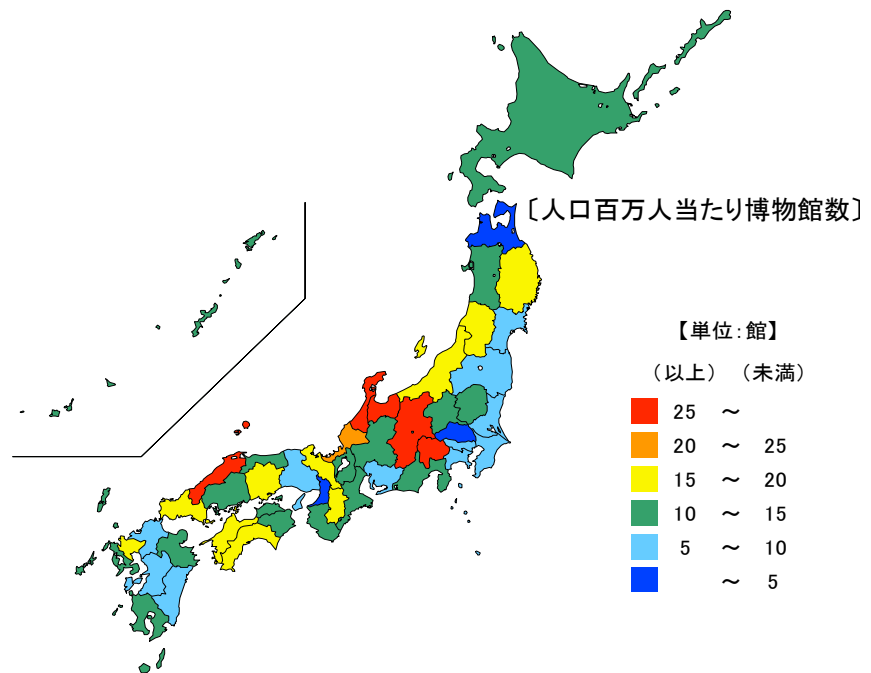 〔人口百万人当たり博物館数〕
【単位:館】
（以上） （未満）
25 ～
20 ～ 25
15 ～ 20
10 ～ 15
5 ～ 10
～ 5